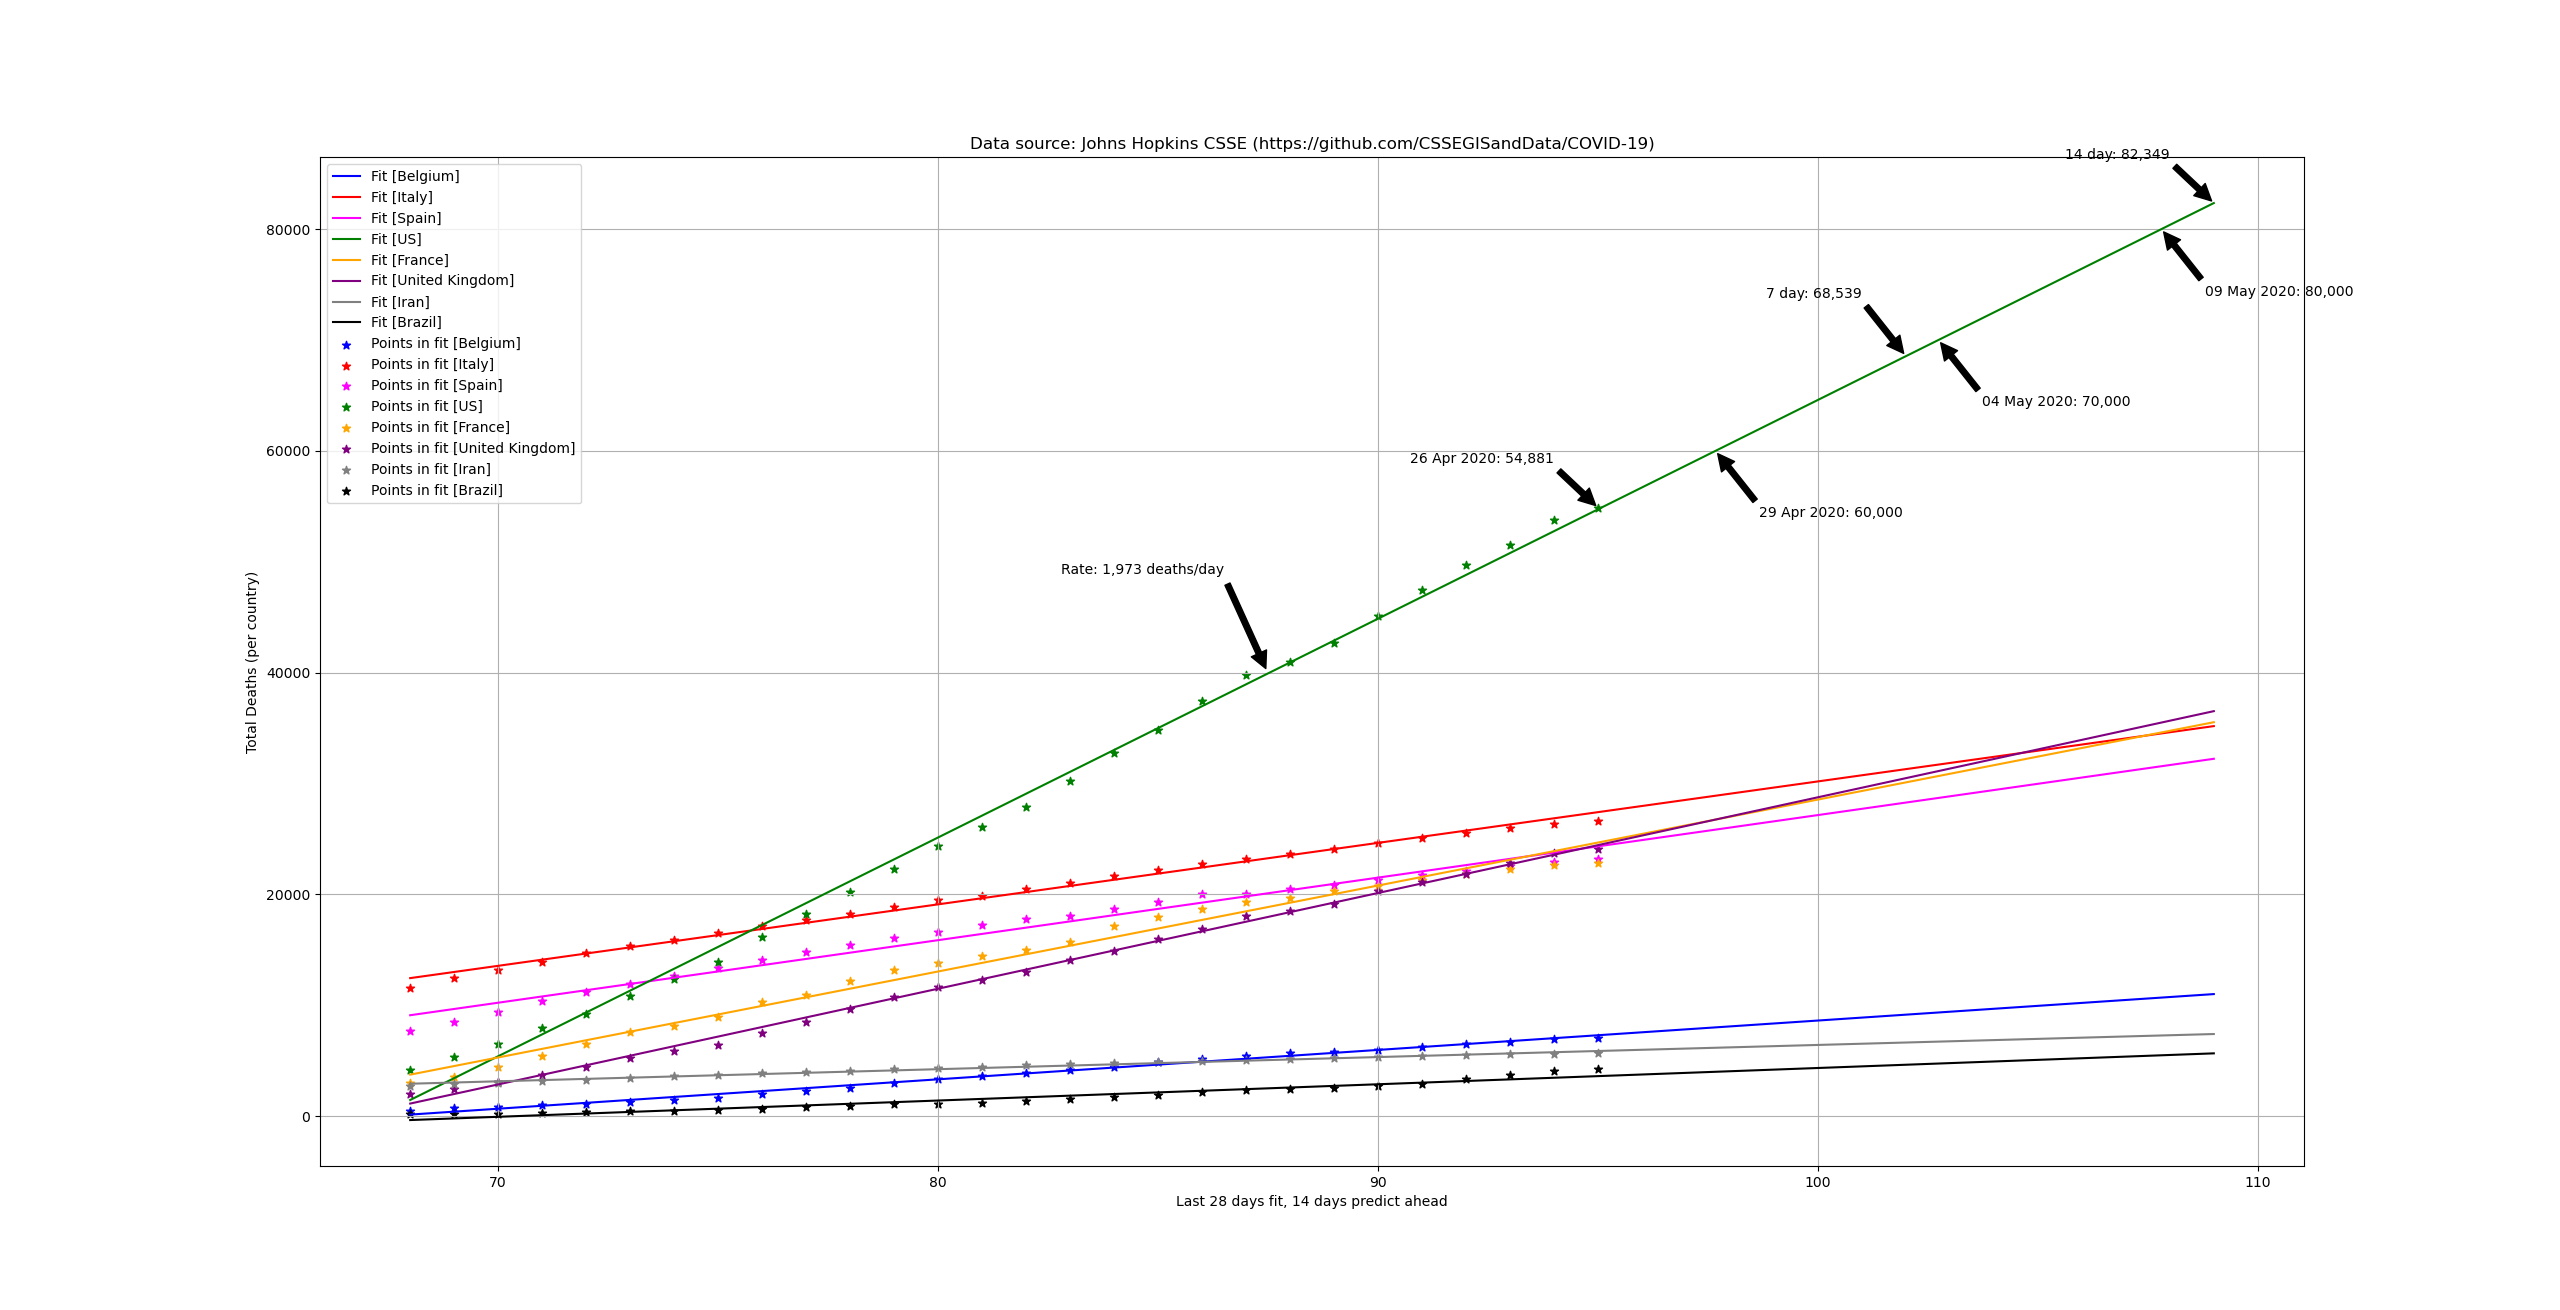 Data source: Johns Hopkins CSSE (https://github.com/CSSEGISandData/COVID-19)
Fit [Belgium]
Fit [Italy]
Fit [Spain]
Fit [US]
Fit [France]
Fit [United Kingdom]
Fit [Iran]
Fit [Brazil]
Points in fit [Belgium]
Points in fit [Italy]
Points in fit [Spain]
Points in fit [US]
Points in fit [France]
Points in fit [United Kingdom]
Points in fit [Iran]
Points in fit [Brazil]
14 day: 82,349
09 May 2020: 80,000
7 day: 68,539
04 May 2020: 70,000
26 Apr 2020: 54,881
29 Apr 2020: 60,000
Rate: 1,973 deaths/day
Total Deaths (per country)
80000
60000
40000
20000
0
70
80
90
100
110
Last 28 days fit, 14 days predict ahead